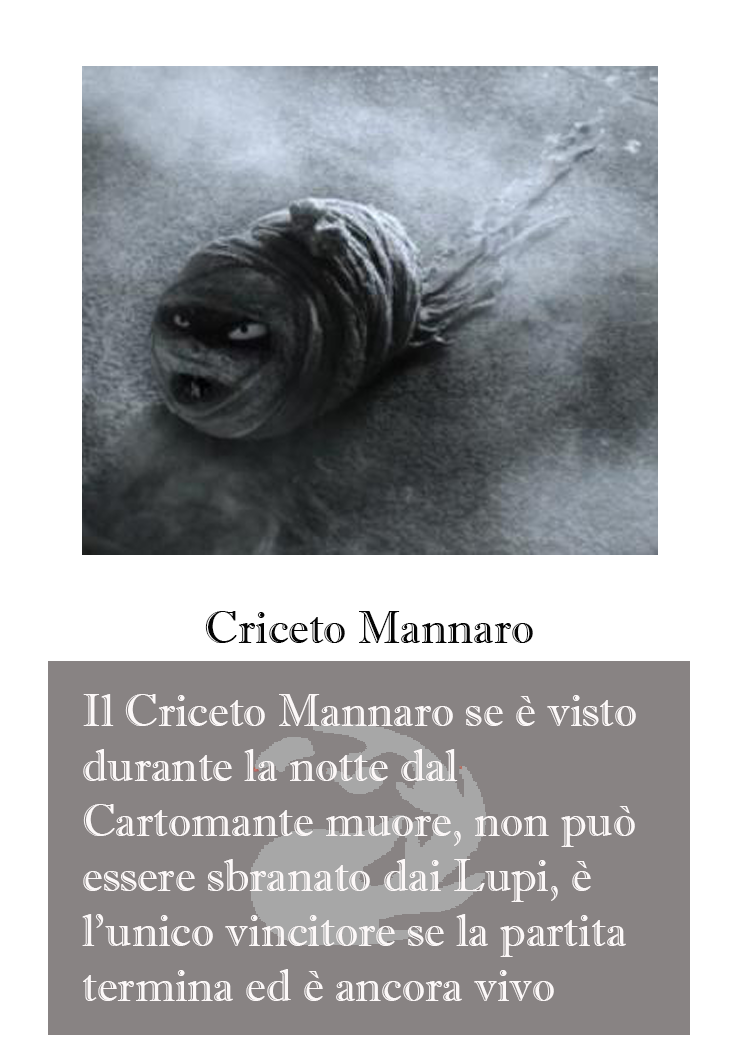 Criceto Mannaro
Il Criceto Mannaro se è visto
durante la notte dal
Cartomante muore, non può
essere sbranato dai Lupi, è
l'unico vincitore se la partita
termina ed è ancora vivo